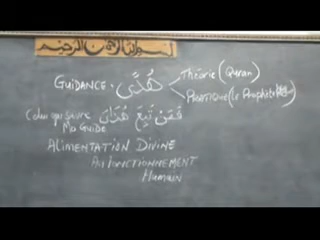 بسم الله الرحمن الرحيم
GUIDANCE. هُدًى
Théorie (Quran)
PRATIQUE (le Prophète
Celui qui suivra فَمَنْ تَبِعَ هُدَايَ
Ma GUIDE
ALIMENTATION DIVINE
FONCTIONNEMENT
Humain